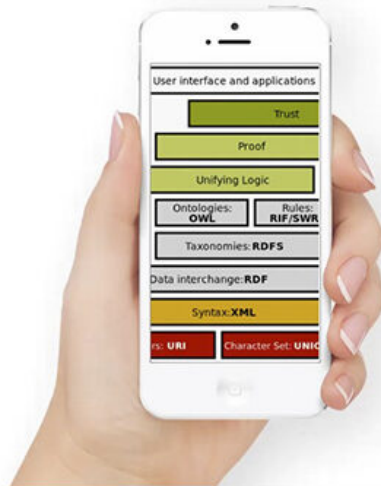 User interface and applications
Trust
Proof
Unifying Logic
Ontologies: Rules:
OWL RIF/SWR
Taxonomies: RDFS
Data interchange: RDF
Syntax: XML
rs: URI Character Set: UNIC